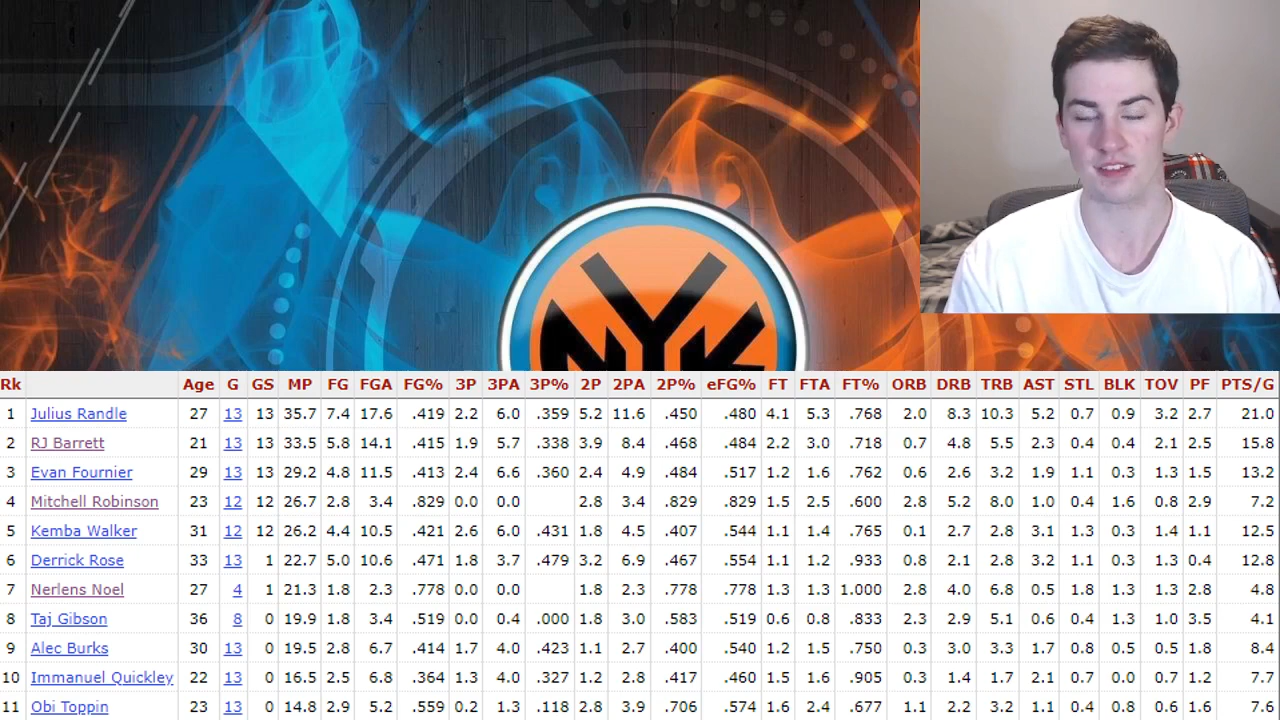 NYK
Rk Age G GS MP FG FGA FG% 3P 3PA 3P% 2P 2PA 2P% eFG% FT FTA FT% ORB DRB TRB AST STL BLK TOV PF PTS/G
1 Julius Randle 27 13 13 35.7 7.4 17.6 .419 2.2 6.0 .359 5.2 11.6 .450 .480 4.1 5.3 .768 2.0 8.3 10.3 5.2 0.7 0.9 3.2 2.7 21.0
2 RJ Barrett 21 13 13 33.5 5.8 14.1 .415 1.9 5.7 .338 3.9 8.4 .468 .484 2.2 3.0 .718 0.7 4.8 5.5 2.3 0.4 0.4 2.1 2.5 15.8
3 Evan Fournier 29 13 13 29.2 4.8 11.5 .413 2.4 6.6 .360 2.4 4.9 .484 .517 1.2 1.6 .762 0.6 2.6 3.2 1.9 1.1 0.3 1.3 1.5 13.2
4 Mitchell Robinson 23 12 12 26.7 2.8 3.4 .829 0.0 0.0 2.8 3.4 .829 .829 1.5 2.5 .600 2.8 5.2 8.0 1.0 0.4 1.6 0.8 2.9 7.2
5 Kemba Walker 31 12 12 26.2 4.4 10.5 .421 2.6 6.0 .431 1.8 4.5 .407 .544 1.1 1.4 .765 0.1 2.7 2.8 3.1 1.3 0.3 1.4 1.1 12.5
6 Derrick Rose 33 13 1 22.7 5.0 10.6 .471 1.8 3.7 .479 3.2 6.9 .467 .554 1.1 1.2 .933 0.8 2.1 2.8 3.2 1.1 0.3 1.3 0.4 12.8
7 Nerlens Noel 27 4 1 21.3 1.8 2.3 .778 0.0 0.0 1.8 2.3 .778 .778 1.3 1.3 1.000 2.8 4.0 6.8 0.5 1.8 1.3 1.3 2.8 4.8
8 Taj Gibson 36 8 0 19.9 1.8 3.4 .519 0.0 0.4 .000 1.8 3.0 .583 .519 0.6 0.8 .833 2.3 2.9 5.1 0.6 0.4 1.3 1.0 3.5 4.1
9 Alec Burks 30 13 0 19.5 2.8 6.7 .414 1.7 4.0 .423 1.1 2.7 .400 .540 1.2 1.5 .750 0.3 3.0 3.3 1.7 0.8 0.5 0.5 1.8 8.4
10 Immanuel Quickley 22 13 0 16.5 2.5 6.8 .364 1.3 4.0 .327 1.2 2.8 .417 .460 1.5 1.6 .905 0.3 1.4 1.7 2.1 0.7 0.0 0.7 1.2 7.7
11 Obi Toppin 23 13 0 14.8 2.9 5.2 .559 0.2 1.3 .118 2.8 3.9 .706 .574 1.6 2.4 .677 1.1 2.2 3.2 1.1 0.4 0.8 0.6 1.6 7.6